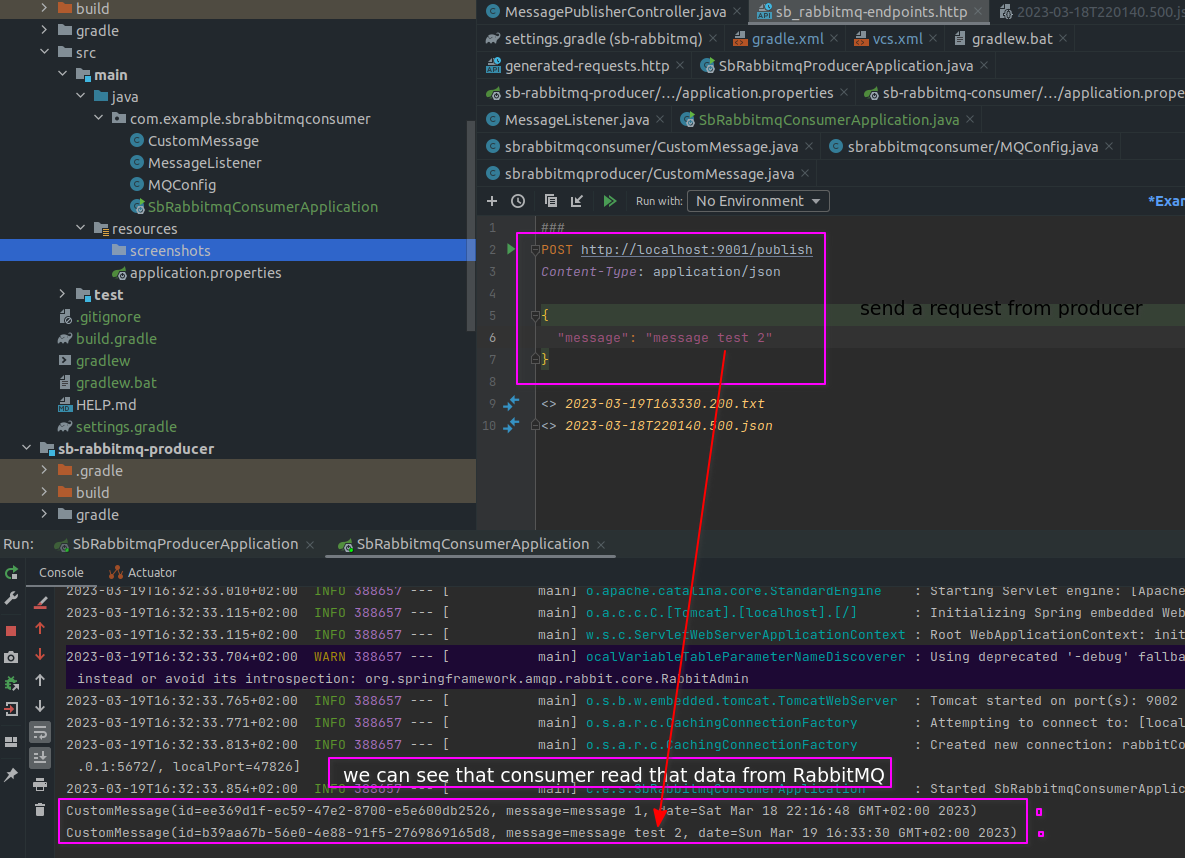 build
gradle
src
main
java
com.example.sbrabbitmqconsumer
CustomMessage
MessageListener
MQConfig
SbRabbitmqConsumerApplication
resources
screenshots
application.properties
test
.gitignore
build.gradle
gradlew
gradlew.bat
HELP.md
settings.gradle
sb-rabbitmq-producer
.gradle
build
gradle
MessagePublisherController.java
sb_rabbitmq-endpoints.http
2023-03-18T220140.500.js
settings.gradle (sb-rabbitmq)
gradle.xml
vcs.xml
gradlew.bat
generated-requests.http
SbRabbitmqProducerApplication.java
sb-rabbitmq-producer/.../application.properties
sb-rabbitmq-consumer/.../application.prope
MessageListener.java
SbRabbitmqConsumerApplication.java
sbrabbitmqconsumer/CustomMessage.java
sbrabbitmqconsumer/MQConfig.java
sbrabbitmqproducer/CustomMessage.java
Run with: No Environment
*Exar
1 ###
2 POST http://localhost:9001/publish
3 Content-Type: application/json
4
5 {
send a request from producer
6 "message": "message test 2"
7 }
8
9 <> 2023-03-19T163330.200.txt
10 <> 2023-03-18T220140.500.json
Run: SbRabbitmqProducerApplication SbRabbitmqConsumerApplication
Console Actuator
2023-03-19T16:32:33.010+02:00 INFO 388657 --- [ main] o.apache.catalina.core.StandardEngine : Starting Servlet engine: [Apache
2023-03-19T16:32:33.115+02:00 INFO 388657 --- [ main] o.a.c.c.C.[Tomcat].[localhost].[/] : Initializing Spring embedded Web
2023-03-19T16:32:33.115+02:00 INFO 388657 --- [ main] w.s.c.ServletWebServerApplicationContext : Root WebApplicationContext: init
2023-03-19T16:32:33.704+02:00 WARN 388657 --- [ main] ocalVariableTableParameterNameDiscoverer : Using deprecated '-debug' fallba
instead or avoid its introspection: org.springframework.amqp.rabbit.core.RabbitAdmin
2023-03-19T16:32:33.765+02:00 INFO 388657 --- [ main] o.s.b.w.embedded.tomcat.TomcatWebServer : Tomcat started on port(s): 9002
2023-03-19T16:32:33.771+02:00 INFO 388657 --- [ main] o.s.a.r.c.CachingConnectionFactory : Attempting to connect to: [local
2023-03-19T16:32:33.813+02:00 INFO 388657 --- [ main] o.s.a.r.c.CachingConnectionFactory : Created new connection: rabbitCo
.0.1:5672/, localPort=47826]
we can see that consumer read that data from RabbitMQ
2023-03-19T16:32:33.854+02:00 INFO 388657 --- [ main] c.e.s.SbRabbitmqConsumerApplication : Started SbRabbitmqConsumerApplic
CustomMessage(id=ee369d1f-ec59-47e2-8700-e5e600db2526, message=message 1, date=Sat Mar 18 22:16:48 GMT+02:00 2023)
CustomMessage(id=b39aa67b-56e0-4e88-91f5-2769869165d8, message=message test 2, date=Sun Mar 19 16:33:30 GMT+02:00 2023)